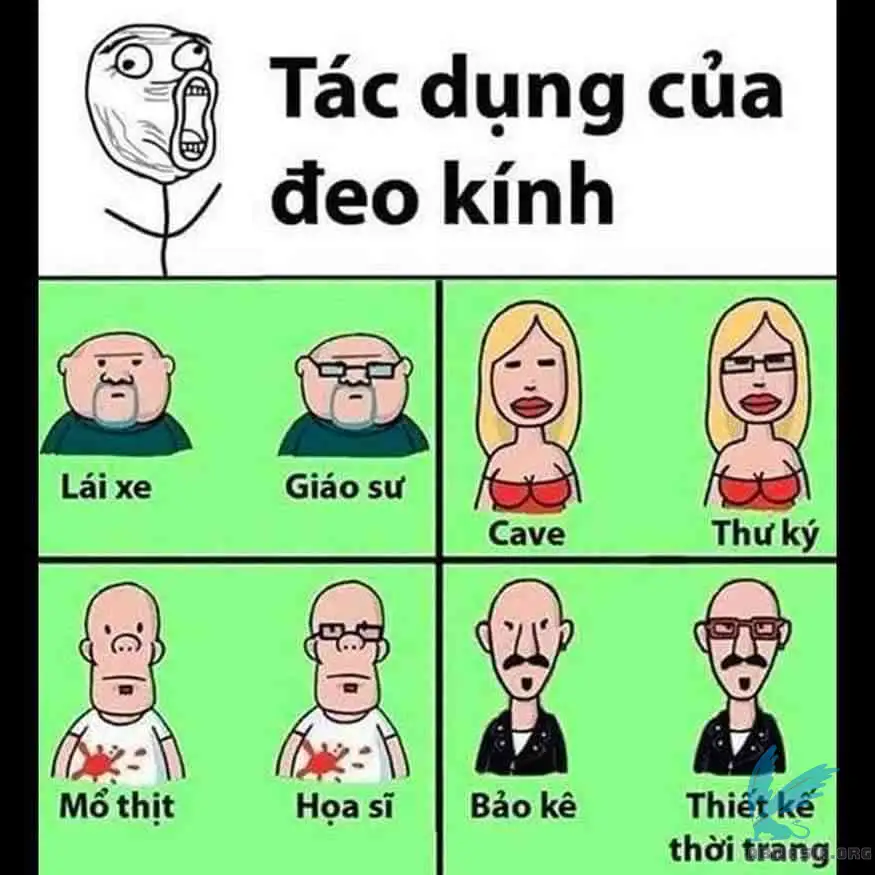 Tác dụng của
đeo kính
Lái xe
Giáo sư
Cave
Thư ký
Mổ thịt
Họa sĩ
Bảo kê
Thiết kế
thời trang